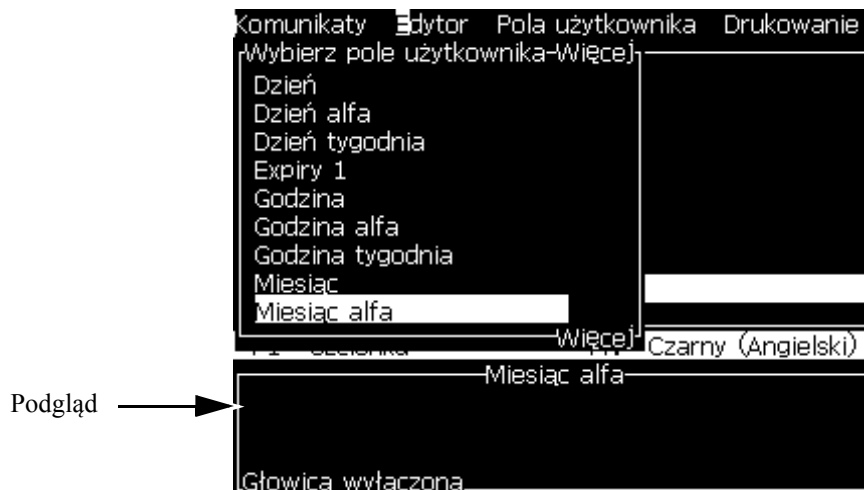 Komunikaty Edytor Pola użytkownika Drukowanie
Wybierz pole użytkownika-Więcej
Dzień
Dzień alfa
Dzień tygodnia
Expiry 1
Godzina
Godzina alfa
Godzina tygodnia
Miesiąc
Miesiąc alfa
Więcej
Czarny (Angielski)
Miesiąc alfa
Podgląd
Głowica wyłączona